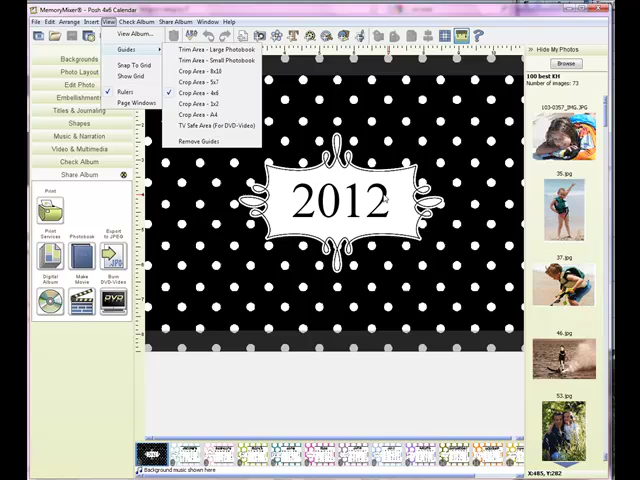 MemoryMixer® - Posh 4x6 Calendar
File Edit Photo Arrange Insert View Check Album Share Album Window Help
View Album...
Guides
Snap To Grid
Show Grid
Rulers
Page Windows
Trim Area - Large Photobook
Trim Area - Small Photobook
Crop Area - 8x10
Crop Area - 5x7
Crop Area - 4x6
Crop Area - 1x2
Crop Area - A4
TV Safe Area (For DVD-Video)
Remove Guides
Backgrounds
Photo Layout
Edit Photo
Embellishment
Titles & Journaling
Shapes
Music & Narration
Video & Multimedia
Check Album
Share Album
Print
Print Services
Photobook
Export to JPEG
Digital Album
Make Movie
Burn DVD-Video
2012
Hide My Photos
Browse
100 best KH
Number of images: 73
103-0357_IMG.JPG
35.jpg
37.jpg
46.jpg
53.jpg
Background music shown here
X:485, Y:202